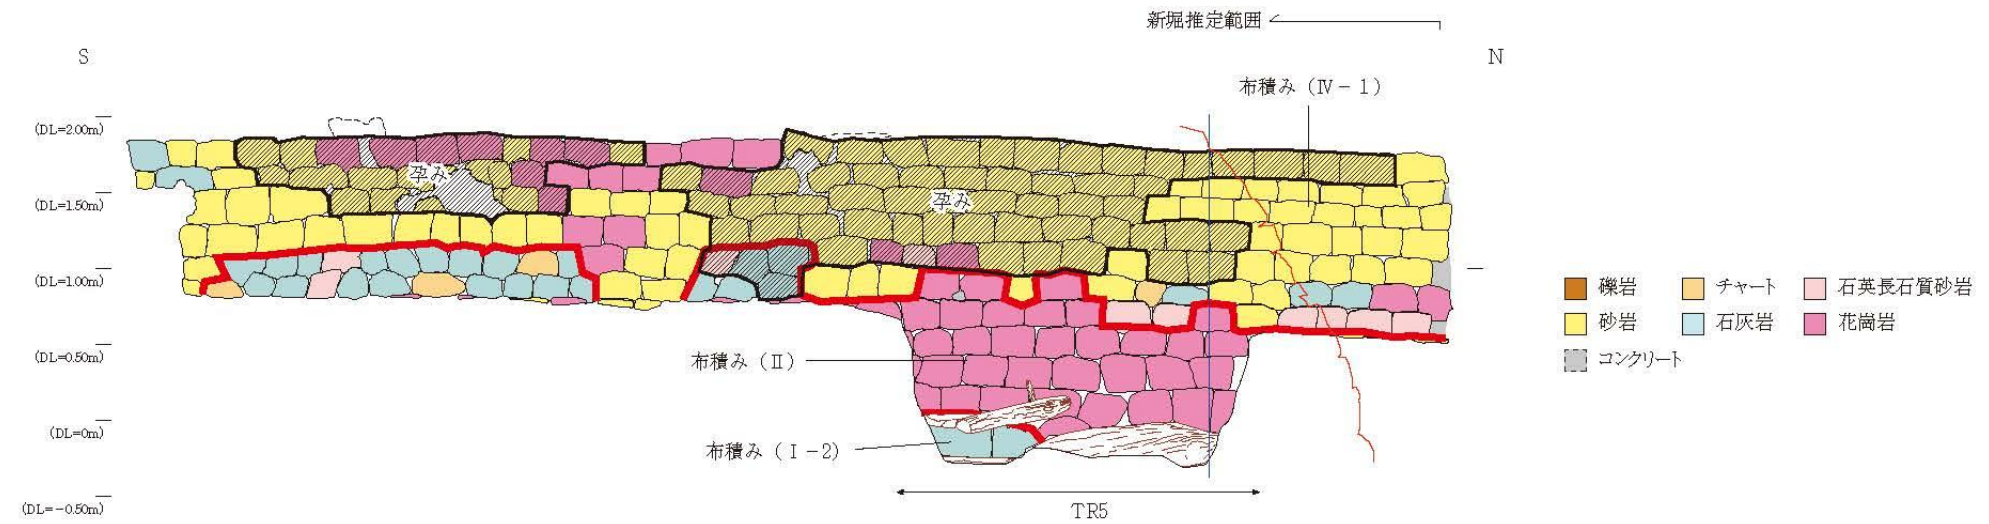 新堀推定範囲
S
N
布積み (Ⅳ－1)
(DL=2.00m)
孕み
(DL=1.50m)
孕み
(DL=1.00m)
礫岩
チャート
石英長石質砂岩
砂岩
石灰岩
花崗岩
コンクリート
(DL=0.50m)
布積み (Ⅱ)
(DL=0m)
布積み (Ⅰ－2)
(DL=－0.50m)
TR5